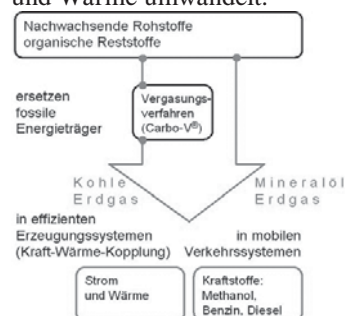 und Wärme umwandelt.
Nachwachsende Rohstoffe
organische Reststoffe
ersetzen
fossile
Energieträger
Vergasungs-
verfahren
(Carbo-V®)
Kohle
Erdgas
Mineralöl
Erdgas
in effizienten
Erzeugungssystemen
(Kraft-Wärme-Kopplung)
in mobilen
Verkehrssystemen
Strom
und Wärme
Kraftstoffe:
Methanol,
Benzin, Diesel